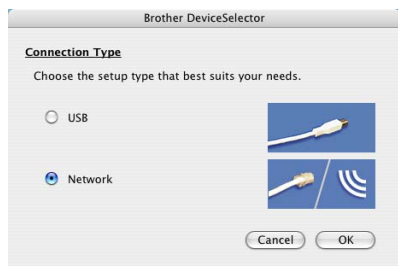 Brother DeviceSelector
Connection Type
Choose the setup type that best suits your needs.
USB
Network
Cancel
OK